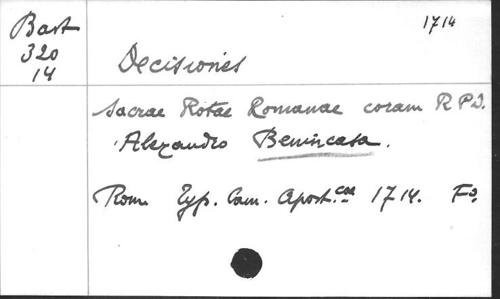 1714
Bart
320
14
Decisiones
Sacrae Rotae Romanae coram R P D.
Alexandro Benincasa.
Rom. Typ. Cam. Apost.cae 1714. Fo.